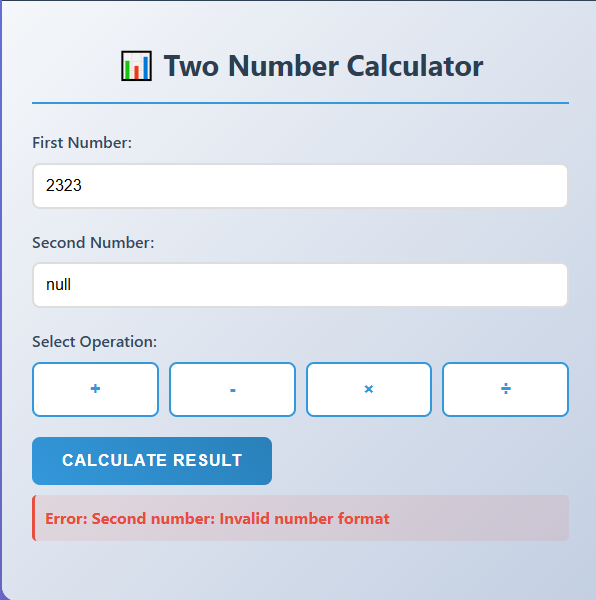 Two Number Calculator
First Number:
2323
Second Number:
null
Select Operation:
+ - × ÷
CALCULATE RESULT
Error: Second number: Invalid number format